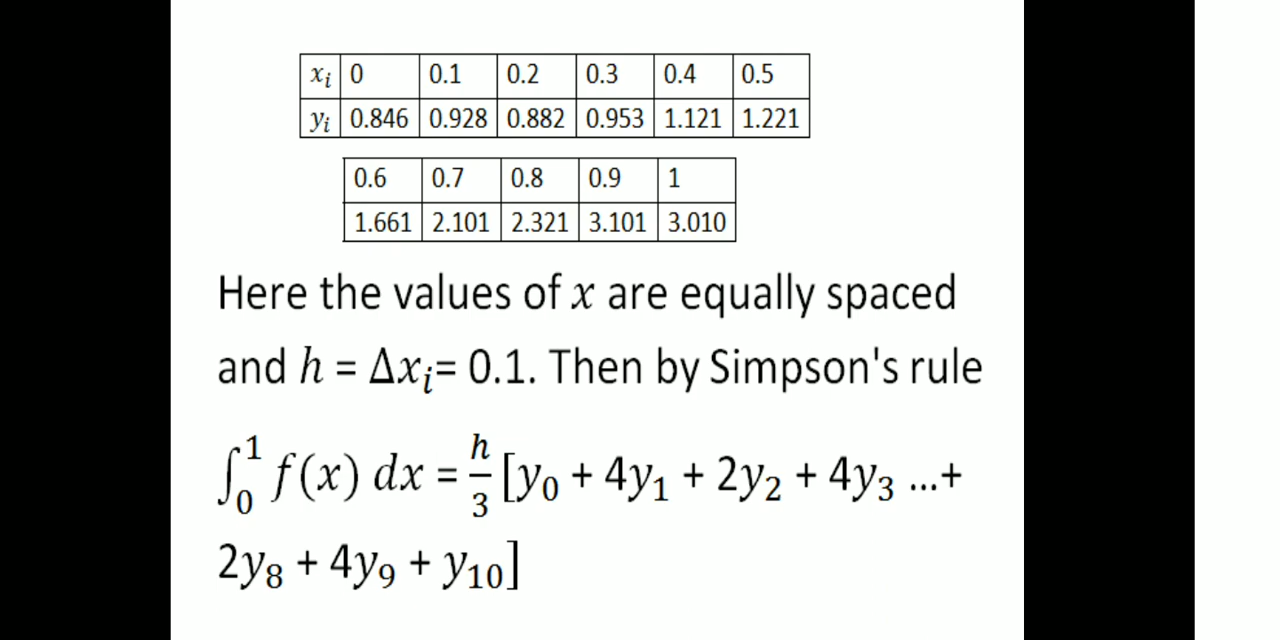 xᵢ 0 0.1 0.2 0.3 0.4 0.5
yᵢ 0.846 0.928 0.882 0.953 1.121 1.221
0.6 0.7 0.8 0.9 1
1.661 2.101 2.321 3.101 3.010
Here the values of x are equally spaced
and h = Δxᵢ= 0.1. Then by Simpson's rule
∫₀¹ f(x) dx = h/3 [y₀ + 4y₁ + 2y₂ + 4y₃ ...+
2y₈ + 4y₉ + y₁₀]